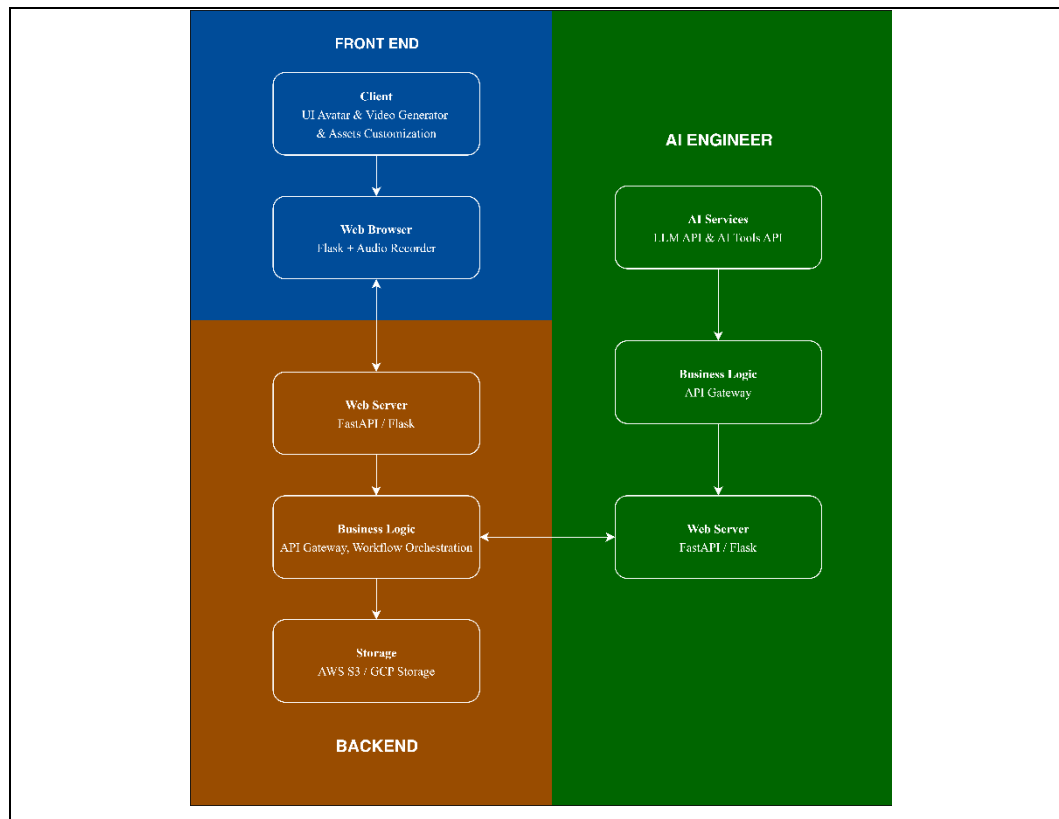 FRONT END
Client
UI Avatar & Video Generator
& Assets Customization
Web Browser
Flask + Audio Recorder
Web Server
FastAPI / Flask
Business Logic
API Gateway, Workflow Orchestration
Storage
AWS S3 / GCP Storage
BACKEND
AI ENGINEER
AI Services
LLM API & AI Tools API
Business Logic
API Gateway
Web Server
FastAPI / Flask